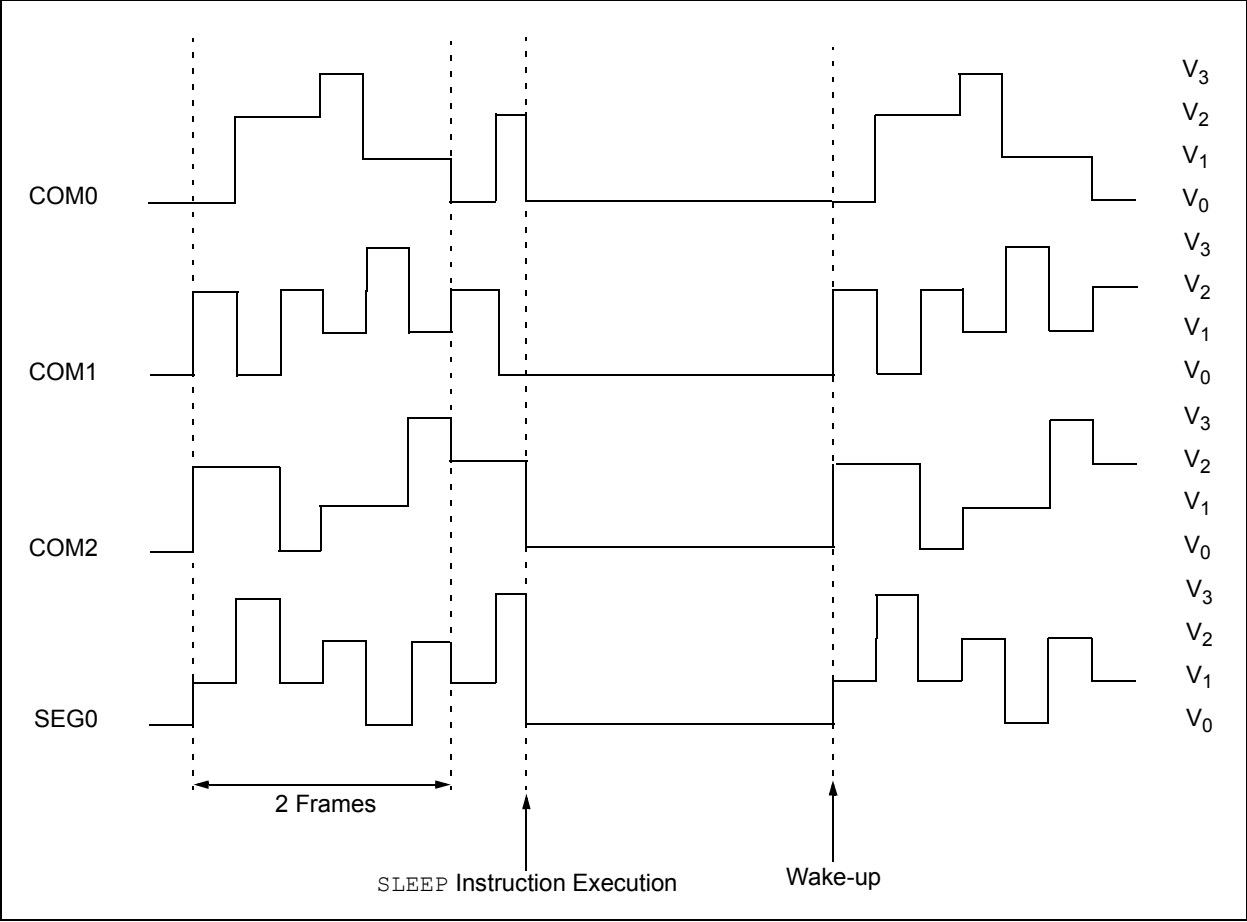 V3
V2
V1
COM0 V0
V3
V2
V1
COM1 V0
V3
V2
V1
COM2 V0
V3
V2
V1
SEG0 V0
2 Frames
SLEEP Instruction Execution
Wake-up